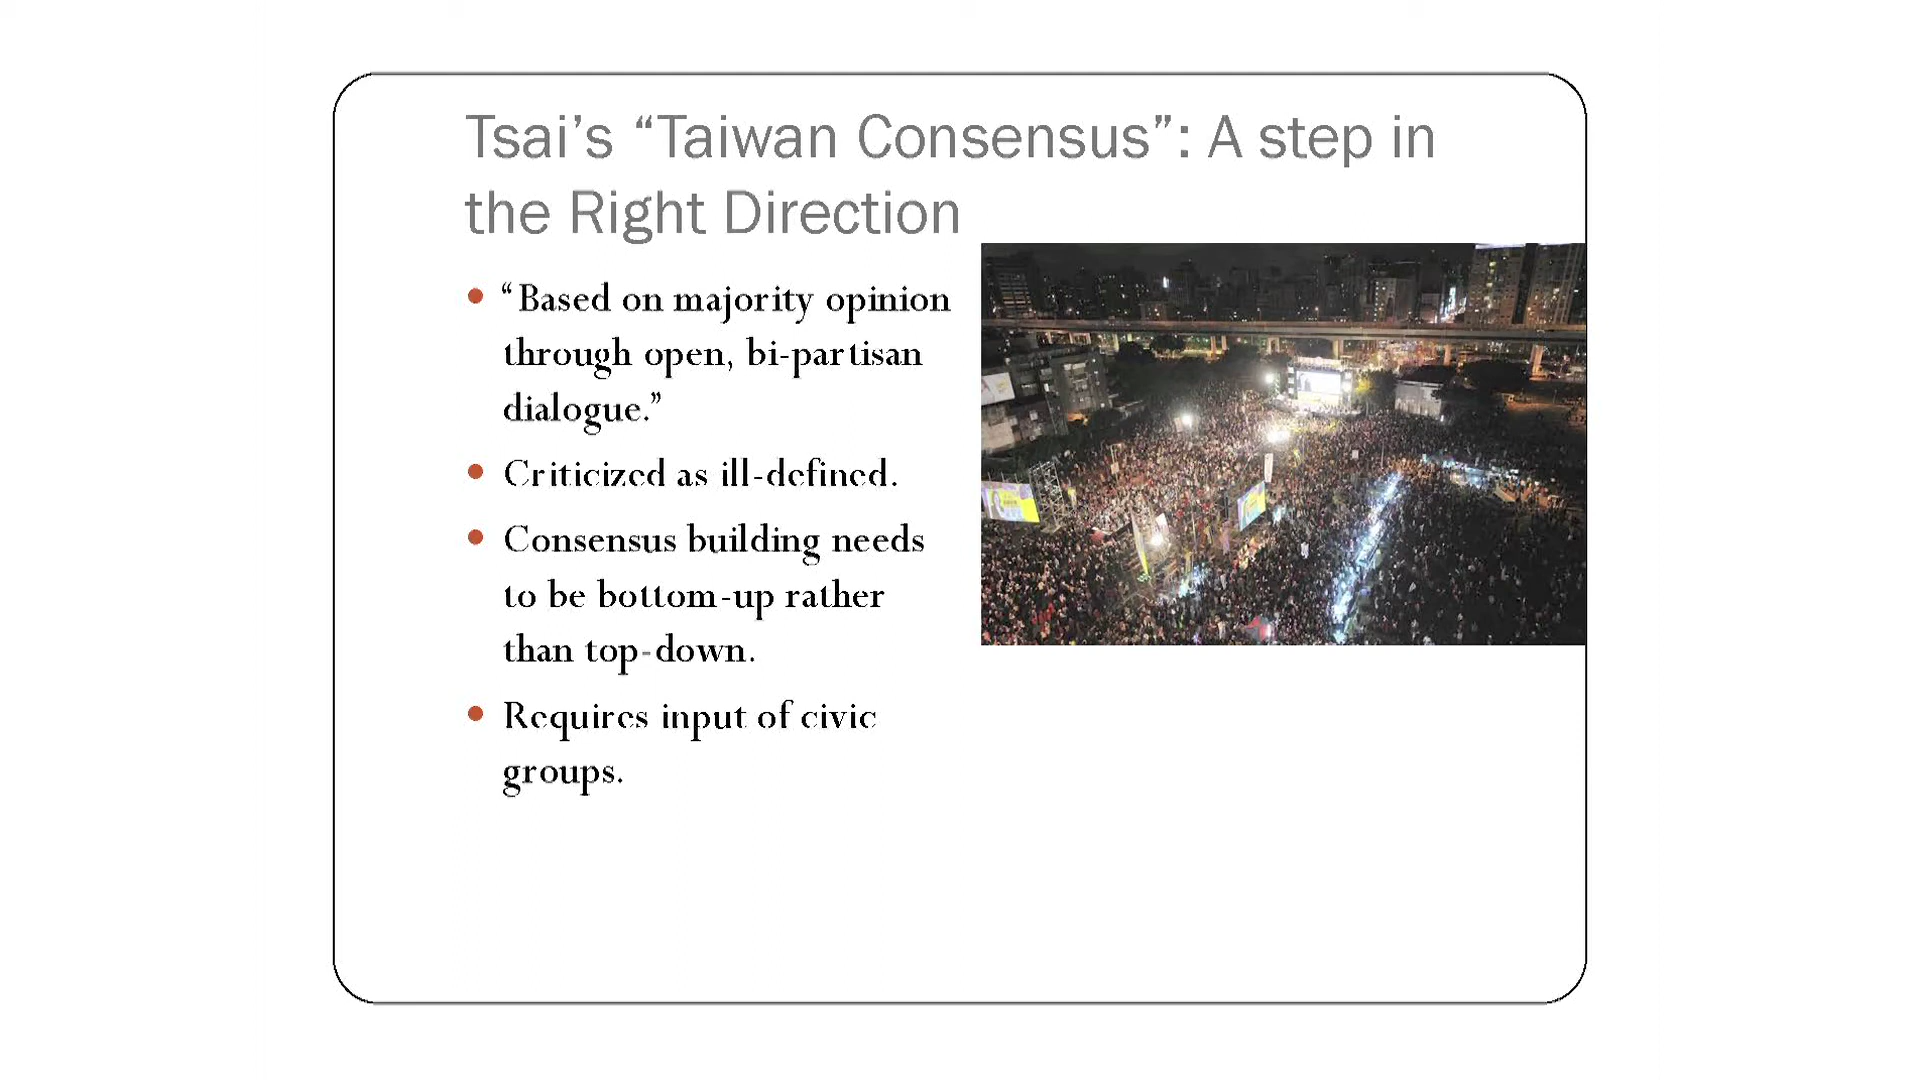 Tsai’s “Taiwan Consensus”: A step in
the Right Direction
“Based on majority opinion
through open, bi-partisan
dialogue.”
Criticized as ill-defined.
Consensus building needs
to be bottom-up rather
than top-down.
Requires input of civic
groups.